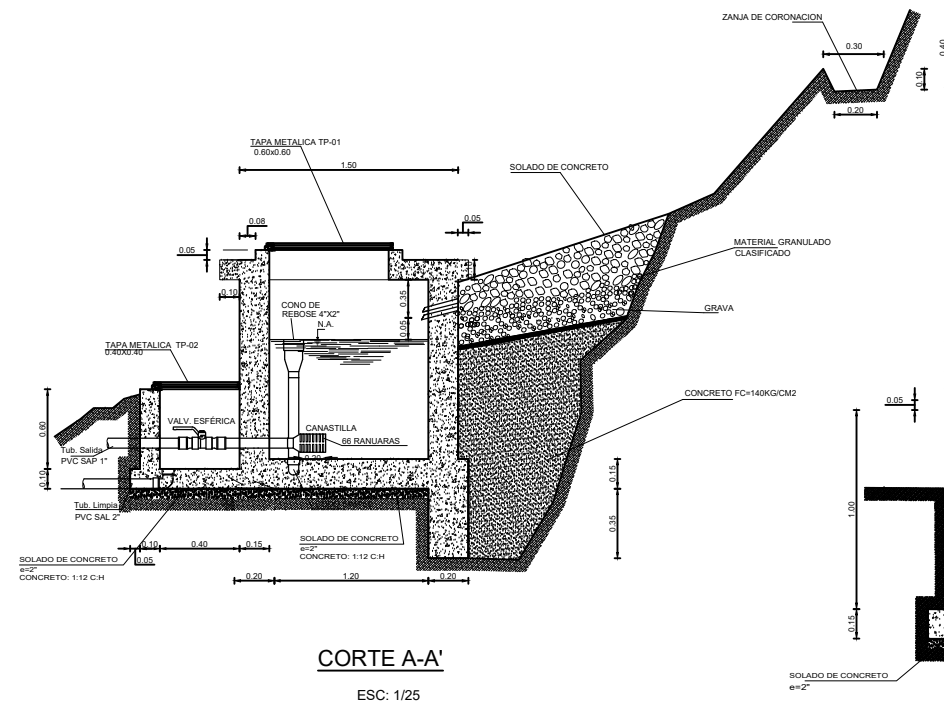 ZANJA DE CORONACION
0.30
0.40
0.10
0.20
TAPA METALICA TP-01
0.60x0.60
1.50
SOLADO DE CONCRETO
0.08
0.05
0.05
MATERIAL GRANULADO
CLASIFICADO
0.10
CONO DE
REBOSE 4"X2"
N.A.
0.35
0.05
GRAVA
TAPA METALICA TP-02
0.40X0.40
CONCRETO FC=140KG/CM2
0.05
0.60
VALV. ESFÉRICA
CANASTILLA
66 RANUARAS
Tub. Salida
PVC SAP 1"
0.20
0.10
0.15
1.00
Tub. Limpia
PVC SAL 2"
0.35
SOLADO DE CONCRETO
e=2"
CONCRETO: 1:12 C:H
0.10
0.40
0.15
0.05
SOLADO DE CONCRETO
e=2"
CONCRETO: 1:12 C:H
0.20
1.20
0.20
0.15
CORTE A-A'
ESC: 1/25
SOLADO DE CONCRETO
e=2"